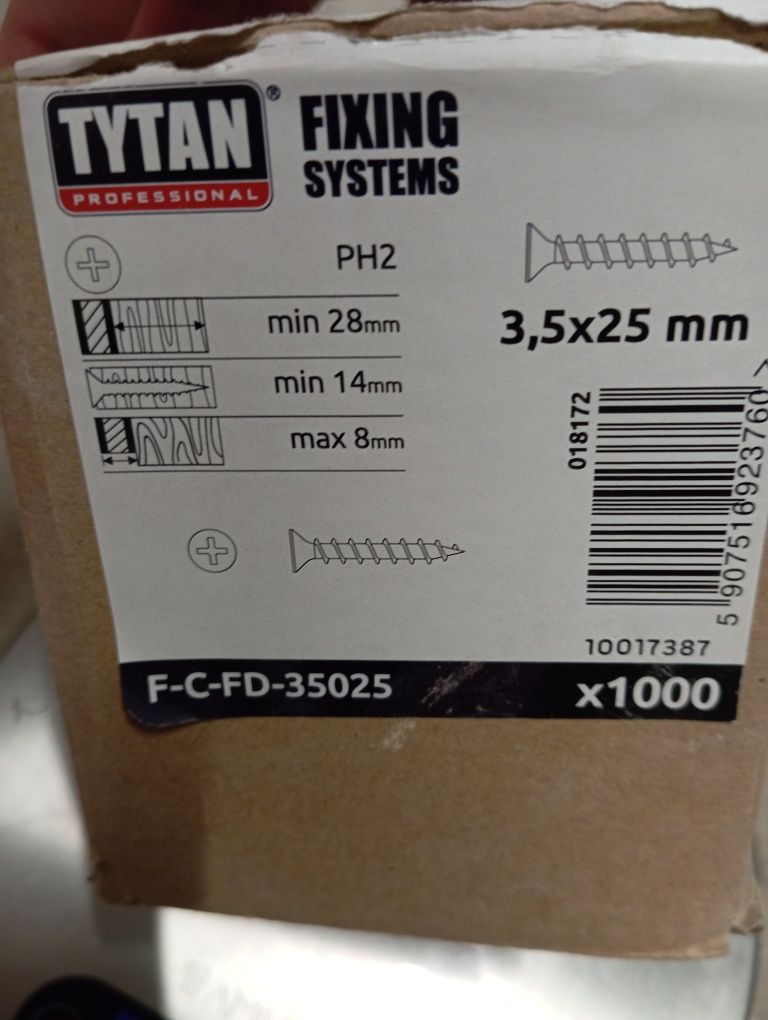 TYTAN®
PROFESSIONAL
FIXING
SYSTEMS
PH2
min 28mm
min 14mm
max 8mm
3,5x25 mm
018172
5 907516 923760 >
10017387
F-C-FD-35025
x1000